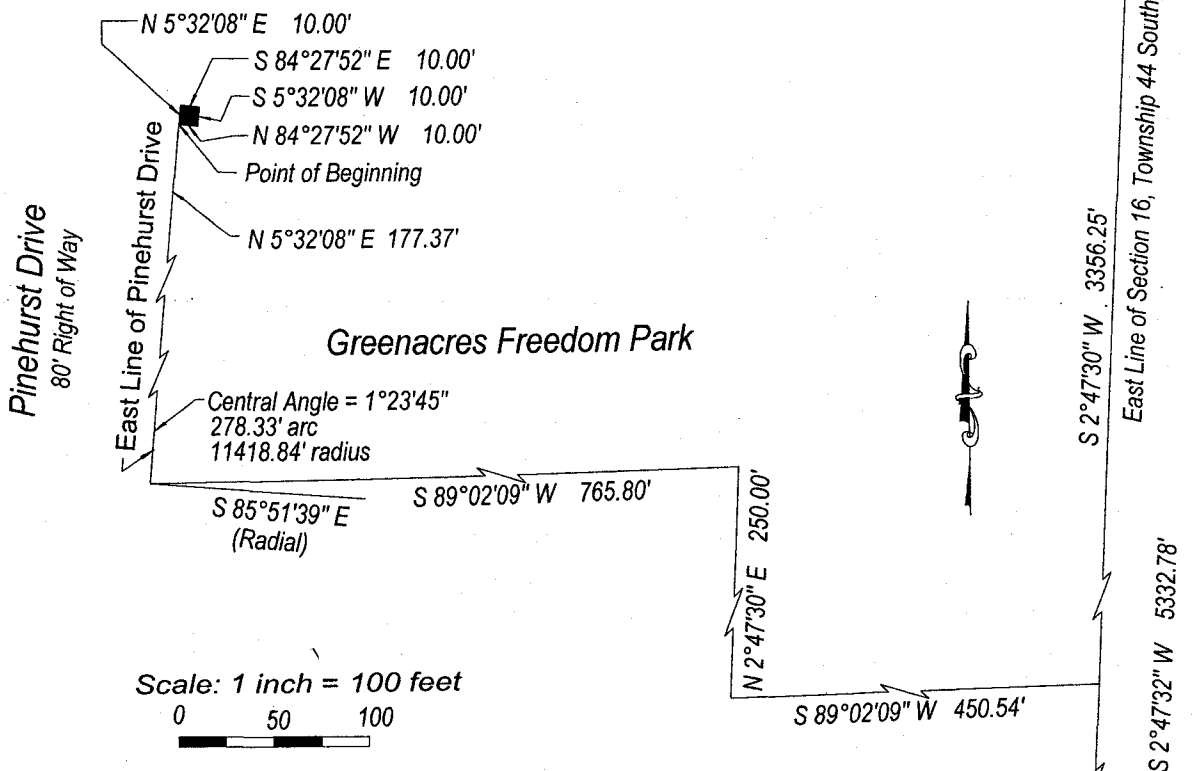 N 5°32'08" E 10.00'
S 84°27'52" E 10.00'
S 5°32'08" W 10.00'
N 84°27'52" W 10.00'
Point of Beginning
N 5°32'08" E 177.37'
East Line of Pinehurst Drive
Pinehurst Drive
80' Right of Way
Greenacres Freedom Park
Central Angle = 1°23'45"
278.33' arc
11418.84' radius
S 85°51'39" E
(Radial)
S 89°02'09" W 765.80'
N 2°47'30" E 250.00'
S 89°02'09" W 450.54'
S 2°47'30" W 3356.25'
East Line of Section 16, Township 44 South
S 2°47'32" W 5332.78'
Scale: 1 inch = 100 feet
0 50 100